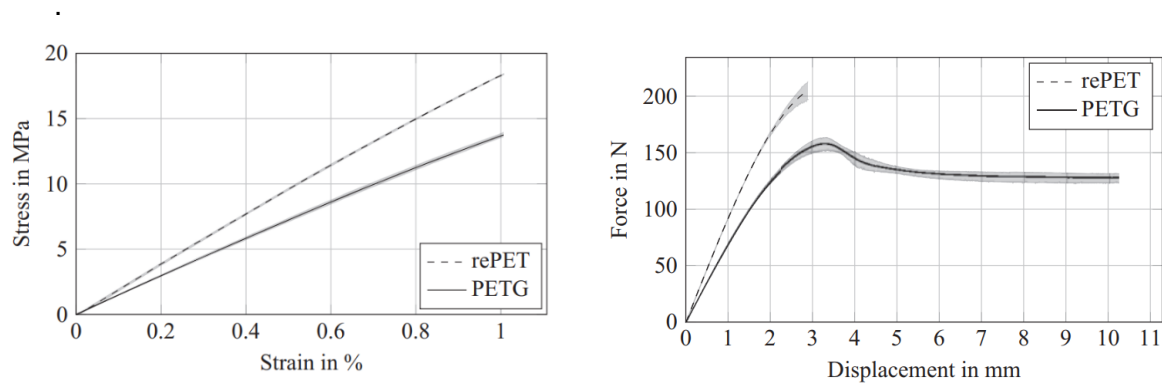 20
15
10
5
0
Stress in MPa
0 0.2 0.4 0.6 0.8 1
Strain in %
rePET
PETG
200
150
100
50
0
Force in N
0 1 2 3 4 5 6 7 8 9 10 11
Displacement in mm
rePET
PETG